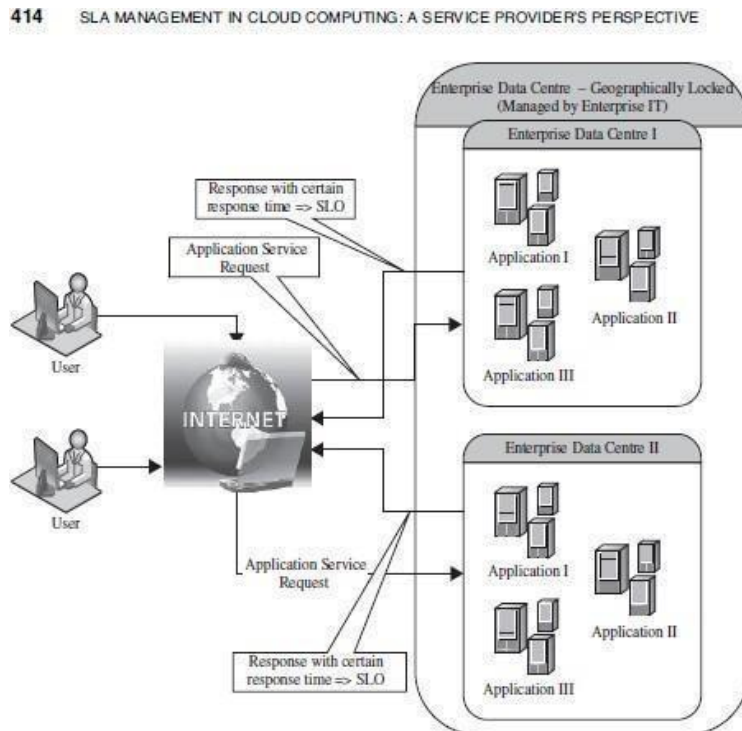 414 SLA MANAGEMENT IN CLOUD COMPUTING: A SERVICE PROVIDER'S PERSPECTIVE
Enterprise Data Centre – Geographically Locked
(Managed by Enterprise IT)
Enterprise Data Centre I
Response with certain
response time => SLO
Application Service
Request
Application I
Application II
Application III
User
INTERNET
User
Enterprise Data Centre II
Application I
Application II
Application III
Application Service
Request
Response with certain
response time => SLO